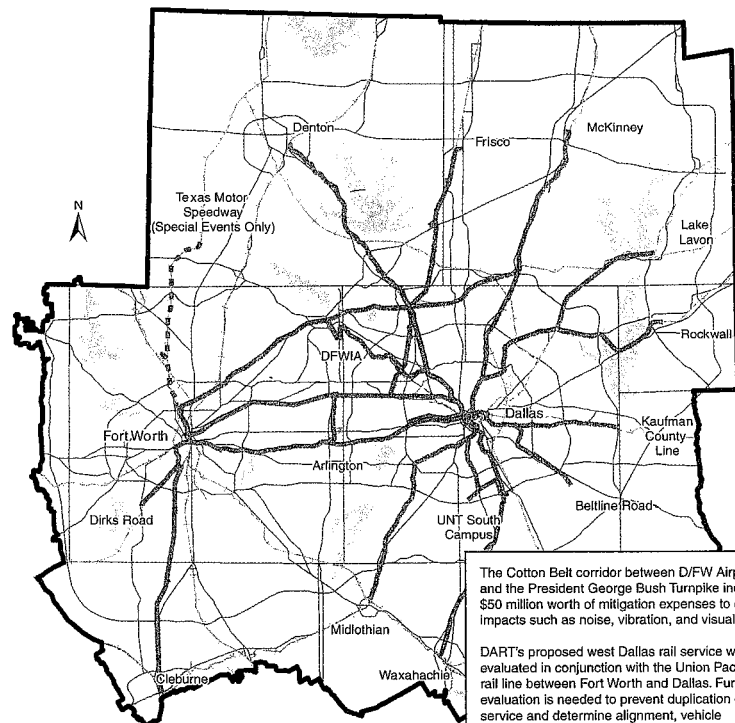 Denton
Frisco
McKinney
N
Texas Motor
Speedway
(Special Events Only)
Lake
Lavon
DFWIA
Rockwall
Fort Worth
Dallas
Kaufman
County
Line
Arlington
Dirks Road
UNT South
Campus
Beltline Road
Midlothian
Cleburne
Waxahachie
The Cotton Belt corridor between D/FW Airp
and the President George Bush Turnpike in
$50 million worth of mitigation expenses to
impacts such as noise, vibration, and visual
DART's proposed west Dallas rail service w
evaluated in conjunction with the Union Pac
rail line between Fort Worth and Dallas. Fur
evaluation is needed to prevent duplication
service and determine alignment, vehicle